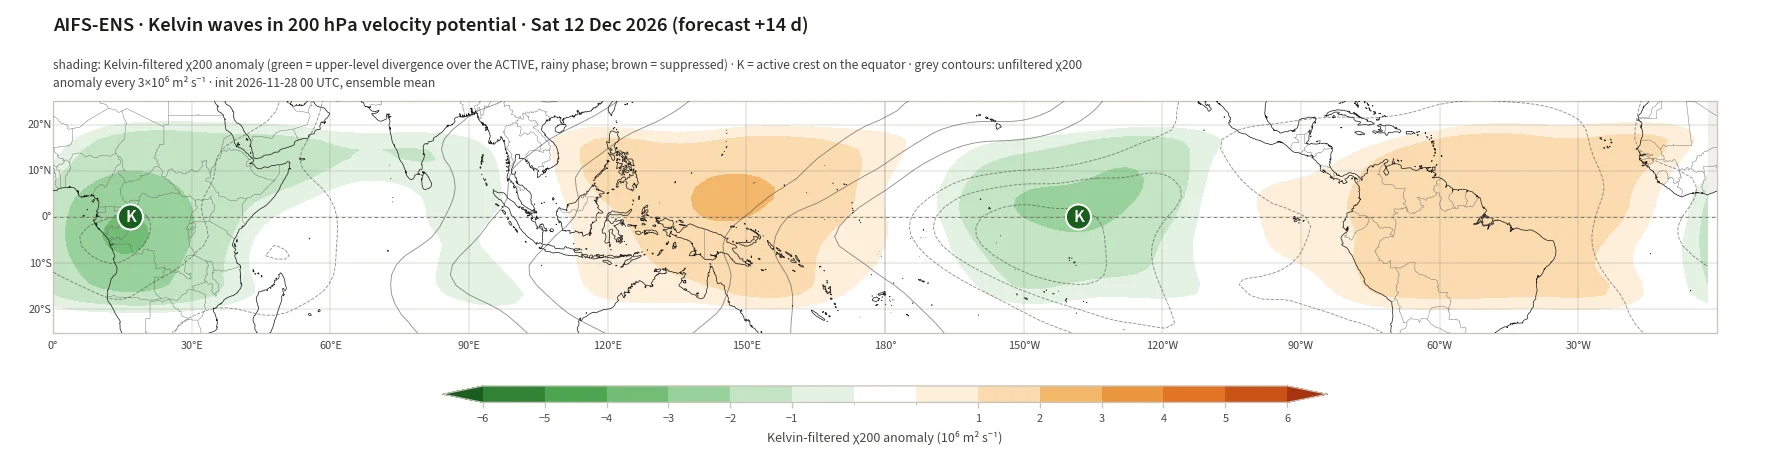 AIFS-ENS · Kelvin waves in 200 hPa velocity potential · Sat 12 Dec 2026 (forecast +14 d)
shading: Kelvin-filtered χ200 anomaly (green = upper-level divergence over the ACTIVE, rainy phase; brown = suppressed) · K = active crest on the equator · grey contours: unfiltered χ200
anomaly every 3×10⁶ m² s⁻¹ · init 2026-11-28 00 UTC, ensemble mean
20°N
10°N
0°
10°S
20°S
K K
0° 30°E 60°E 90°E 120°E 150°E 180° 150°W 120°W 90°W 60°W 30°W
−6 −5 −4 −3 −2 −1 1 2 3 4 5 6
Kelvin-filtered χ200 anomaly (10⁶ m² s⁻¹)